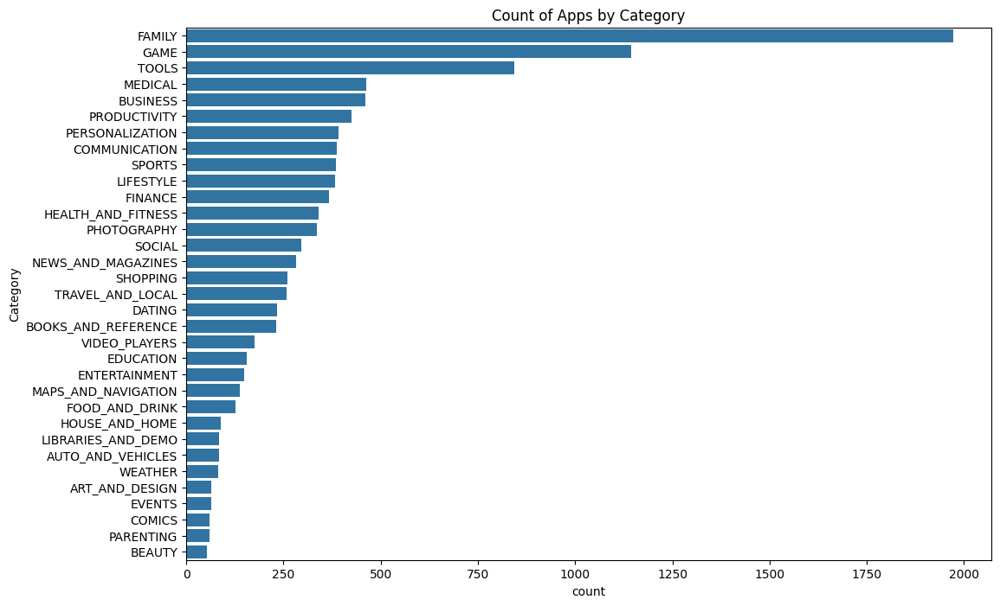 Count of Apps by Category
Category
FAMILY
GAME
TOOLS
MEDICAL
BUSINESS
PRODUCTIVITY
PERSONALIZATION
COMMUNICATION
SPORTS
LIFESTYLE
FINANCE
HEALTH_AND_FITNESS
PHOTOGRAPHY
SOCIAL
NEWS_AND_MAGAZINES
SHOPPING
TRAVEL_AND_LOCAL
DATING
BOOKS_AND_REFERENCE
VIDEO_PLAYERS
EDUCATION
ENTERTAINMENT
MAPS_AND_NAVIGATION
FOOD_AND_DRINK
HOUSE_AND_HOME
LIBRARIES_AND_DEMO
AUTO_AND_VEHICLES
WEATHER
ART_AND_DESIGN
EVENTS
COMICS
PARENTING
BEAUTY
0 250 500 750 1000 1250 1500 1750 2000
count